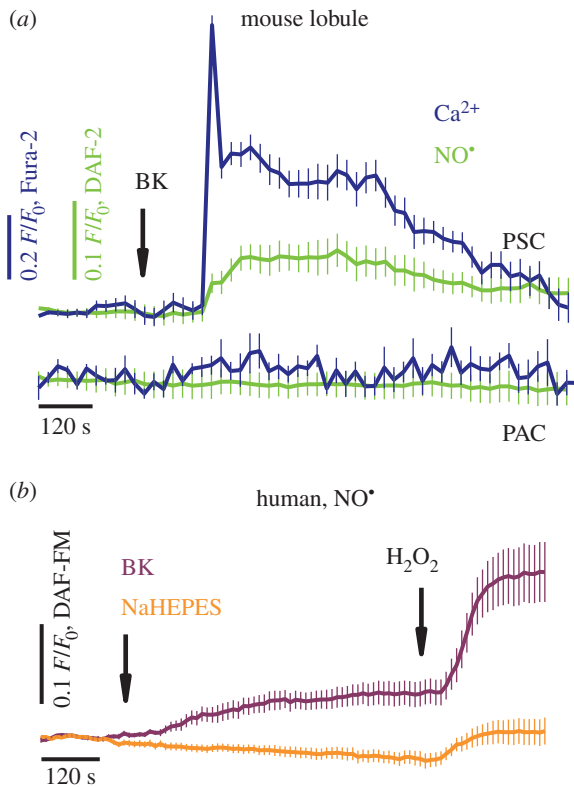 (a) mouse lobule
Ca²⁺
NO•
0.2 F/F₀, Fura-2
0.1 F/F₀, DAF-2
BK
PSC
120 s
PAC
(b) human, NO•
BK
NaHEPES
H₂O₂
0.1 F/F₀, DAF-FM
120 s